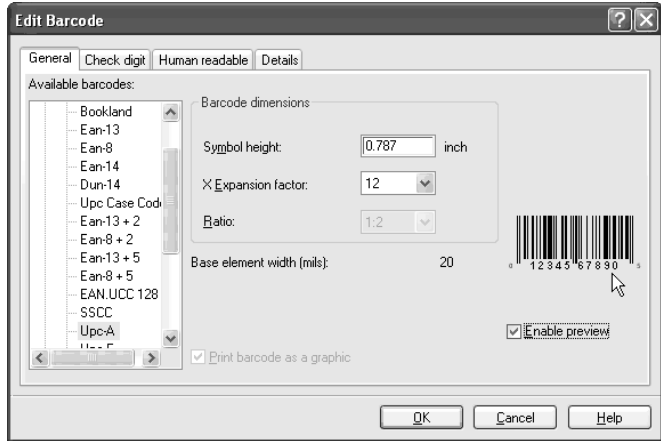 Edit Barcode
General Check digit Human readable Details
Available barcodes:
Bookland
Ean-13
Ean-8
Ean-14
Dun-14
Upc Case Cod
Ean-13 + 2
Ean-8 + 2
Ean-13 + 5
Ean-8 + 5
EAN.UCC 128
SSCC
Upc-A
Barcode dimensions
Symbol height: 0.787 inch
X Expansion factor: 12
Ratio: 1:2
Base element width (mils): 20
0 12345 67890 5
Enable preview
Print barcode as a graphic
OK Cancel Help